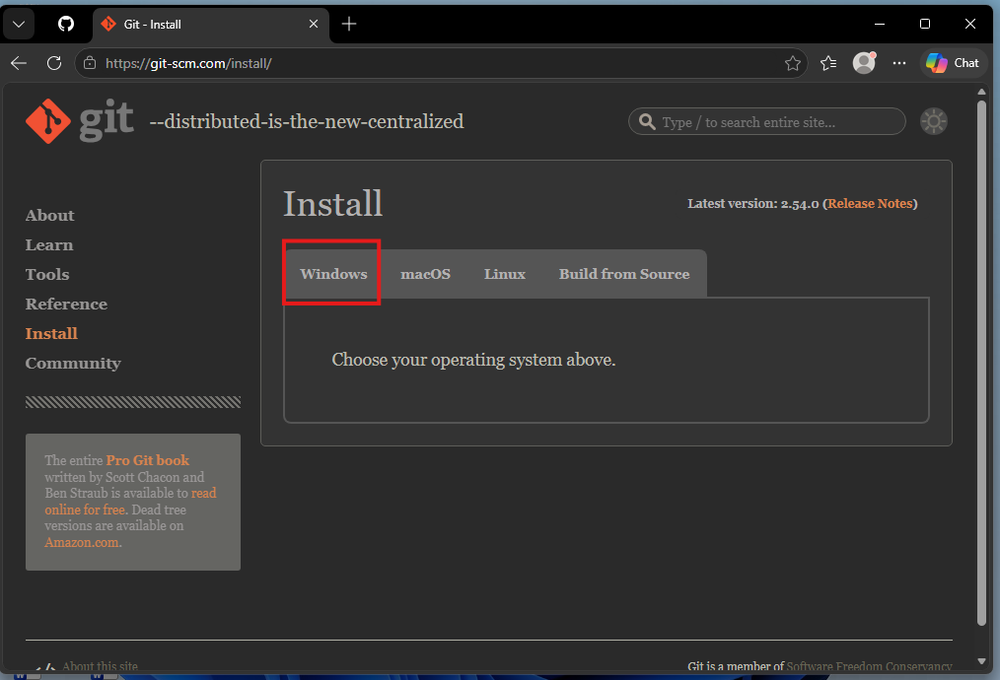 Git - Install
https://git-scm.com/install/
Chat
git --distributed-is-the-new-centralized
Type / to search entire site...
About
Learn
Tools
Reference
Install
Community
The entire Pro Git book
written by Scott Chacon and
Ben Straub is available to read
online for free. Dead tree
versions are available on
Amazon.com.
Install
Latest version: 2.54.0 (Release Notes)
Windows
macOS
Linux
Build from Source
Choose your operating system above.
About this site
Git is a member of Software Freedom Conservancy